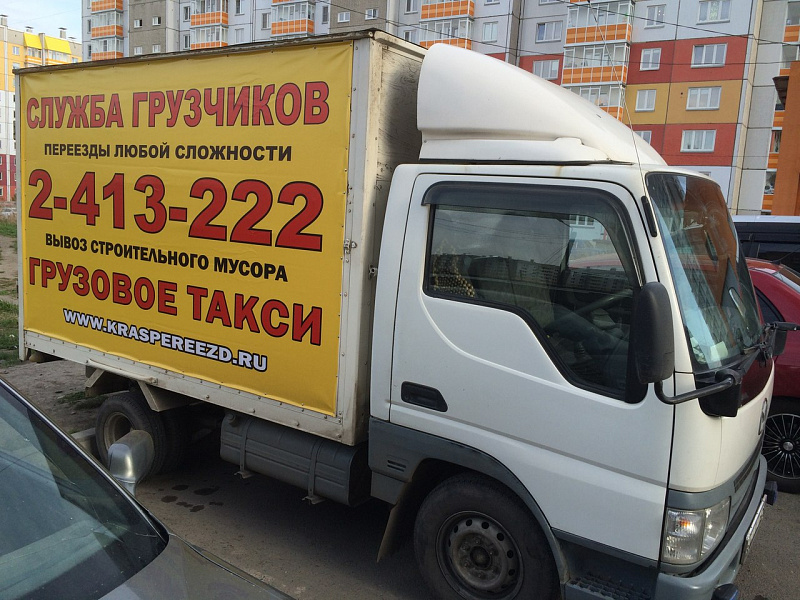 СЛУЖБА ГРУЗЧИКОВ
ПЕРЕЕЗДЫ ЛЮБОЙ СЛОЖНОСТИ
2-413-222
ВЫВОЗ СТРОИТЕЛЬНОГО МУСОРА
ГРУЗОВОЕ ТАКСИ
WWW.KRASPEREEZD.RU